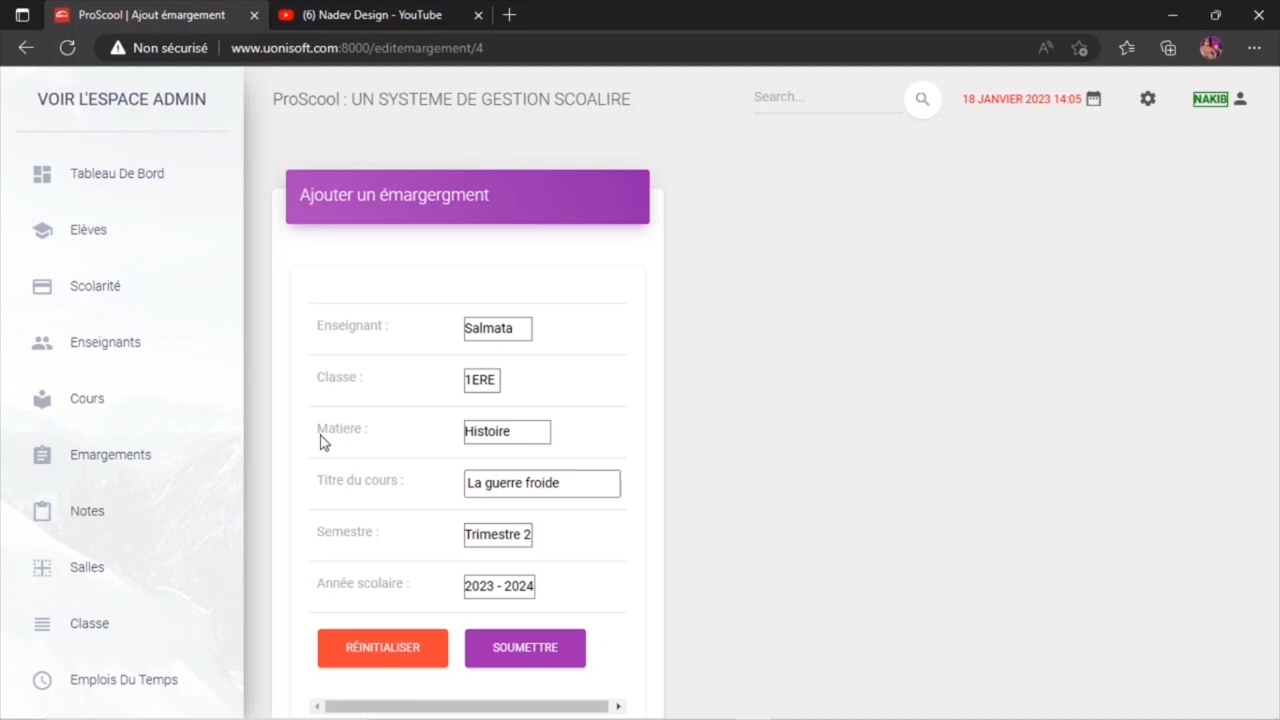 ProScool | Ajout émargement
(6) Nadev Design - YouTube
Non sécurisé
www.uonisoft.com:8000/editemargement/4
VOIR L'ESPACE ADMIN
ProScool : UN SYSTEME DE GESTION SCOALIRE
Search...
18 JANVIER 2023 14:05
NAKIB
Tableau De Bord
Elèves
Scolarité
Enseignants
Cours
Emargements
Notes
Salles
Classe
Emplois Du Temps
Ajouter un émargergment
Enseignant : Salmata
Classe : 1ERE
Matiere : Histoire
Titre du cours : La guerre froide
Semestre : Trimestre 2
Année scolaire : 2023 - 2024
RÉINITIALISER SOUMETTRE